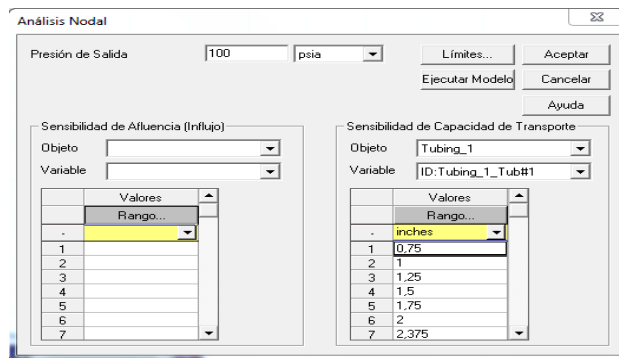 Análisis Nodal
Presión de Salida 100 psia Límites... Aceptar
Ejecutar Modelo Cancelar
Ayuda
Sensibilidad de Afluencia (Influjo)
Objeto
Variable
Valores
Rango...
-
1
2
3
4
5
6
7
Sensibilidad de Capacidad de Transporte
Objeto Tubing_1
Variable ID:Tubing_1_Tub#1
Valores
Rango...
- inches
1 0,75
2 1
3 1,25
4 1,5
5 1,75
6 2
7 2,375